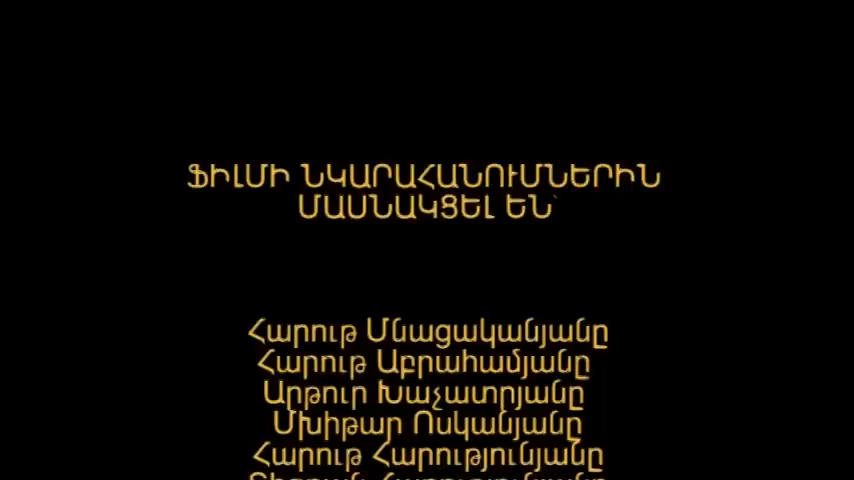 ՖԻԼՄԻ ՆԿԱՐԱՀԱՆՈՒՄՆԵՐԻՆ
ՄԱՍՆԱԿՑԵԼ ԵՆ՝
Հարութ Մնացականյանը
Հարութ Աբրահամյանը
Արթուր Խաչատրյանը
Մխիթար Ոսկանյանը
Հարութ Հարությունյանը